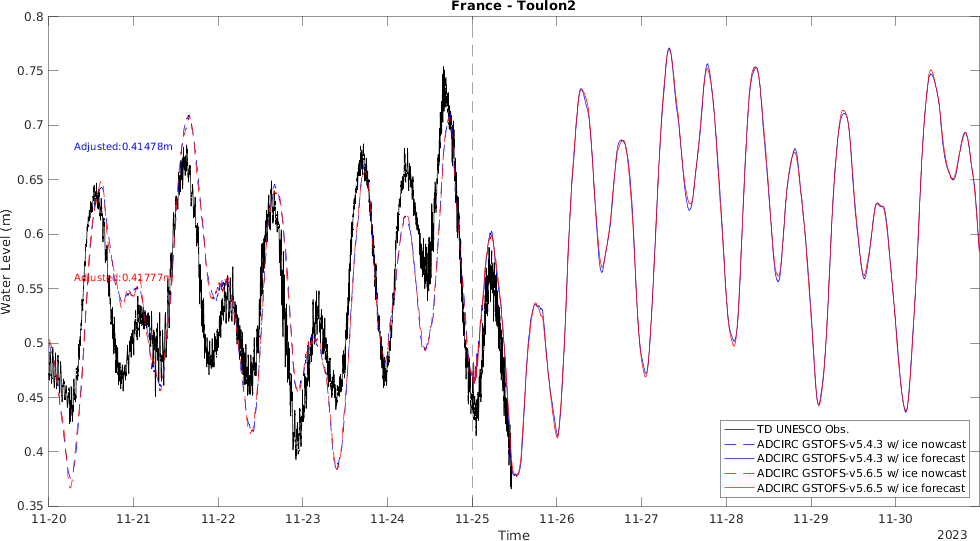 France - Toulon2
0.8
0.75
0.7
0.65
0.6
0.55
0.5
0.45
0.4
0.35
Water Level (m)
Adjusted:0.41478m
Adjusted:0.41777m
TD UNESCO Obs.
ADCIRC GSTOFS-v5.4.3 w/ ice nowcast
ADCIRC GSTOFS-v5.4.3 w/ ice forecast
ADCIRC GSTOFS-v5.6.5 w/ ice nowcast
ADCIRC GSTOFS-v5.6.5 w/ ice forecast
11-20 11-21 11-22 11-23 11-24 11-25 11-26 11-27 11-28 11-29 11-30
Time
2023